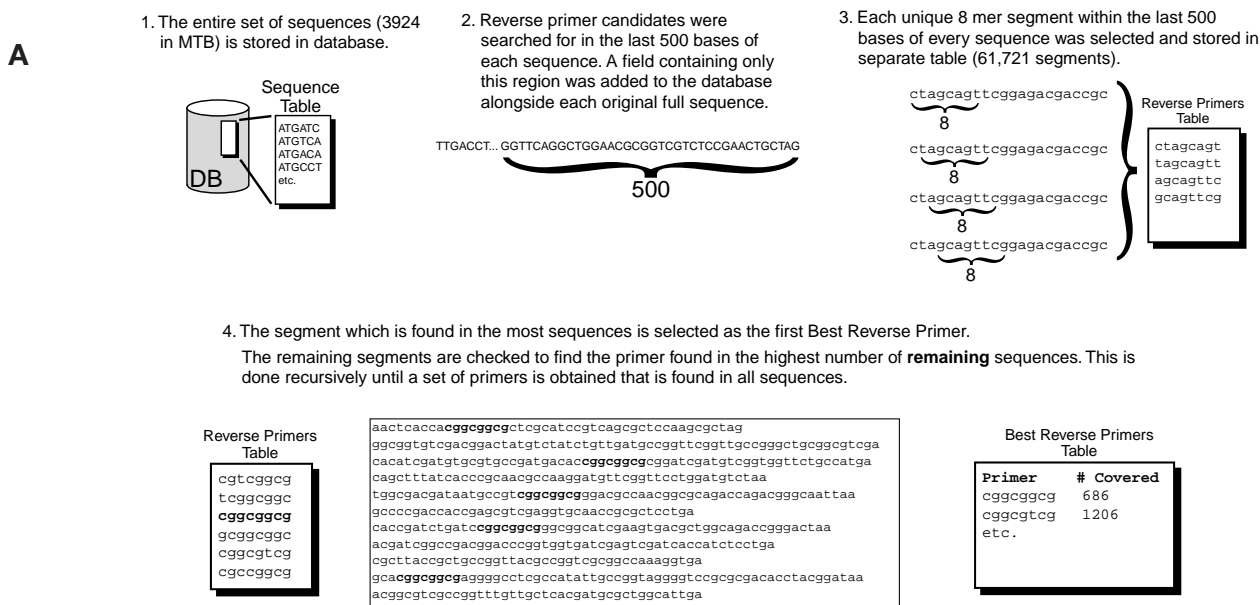 A
1. The entire set of sequences (3924
in MTB) is stored in database.
Sequence
Table
ATGATC
ATGTCA
ATGACA
ATGCCT
etc.
DB
2. Reverse primer candidates were
searched for in the last 500 bases of
each sequence. A field containing only
this region was added to the database
alongside each original full sequence.
TTGACCT... GGTTCAGGCTGGAACGCGGTCGTCTCCGAACTGCTAG
500
3. Each unique 8 mer segment within the last 500
bases of every sequence was selected and stored in
separate table (61,721 segments).
ctagcagttcggagacgaccgc
8
ctagcagttcggagacgaccgc
8
ctagcagttcggagacgaccgc
8
ctagcagttcggagacgaccgc
8
Reverse Primers
Table
ctagcagt
tagcagtt
agcagttc
gcagttcg
4. The segment which is found in the most sequences is selected as the first Best Reverse Primer.
The remaining segments are checked to find the primer found in the highest number of remaining sequences. This is
done recursively until a set of primers is obtained that is found in all sequences.
Reverse Primers
Table
cgtcggcg
tcggcggc
cggcggcg
gcggcggc
cggcgtcg
cgccggcg
aactcaccacggcggcgctcgcatccgtcagcgctccaagcgctag
ggcggtgtcgacggactatgtctatctgttgatgccggttcggttgccgggctgcggcgtcga
cacatcgatgtgcgtgccgatgacaccggcggcgcggatcgatgtcggtggttctgccatga
cagctttatcacccgcaacgccaaggatgttcggttcctggatgtctaa
tggcgacgataatgccgtcggcggcgggacgccaacggcgcagaccagacgggcaattaa
gccccgaccaccgagcgtcgaggtgcaaccgcgctcctga
caccgatctgatccggcggcgggcggcatcgaagtgacgctggcagaccgggactaa
acgatcggccgacggacccggtggtgatcgagtcgatcaccatctcctga
cgcttaccgctgccggttacgccggtcgcggccaaaggtga
gcacggcggcgaggggcctcgccatattgccggtaggggtccgcgcgacacctacggataa
acggcgtcgccggtttgttgctcacgatgcgctggcattga
Best Reverse Primers
Table
Primer # Covered
cggcggcg 686
cggcgtcg 1206
etc.